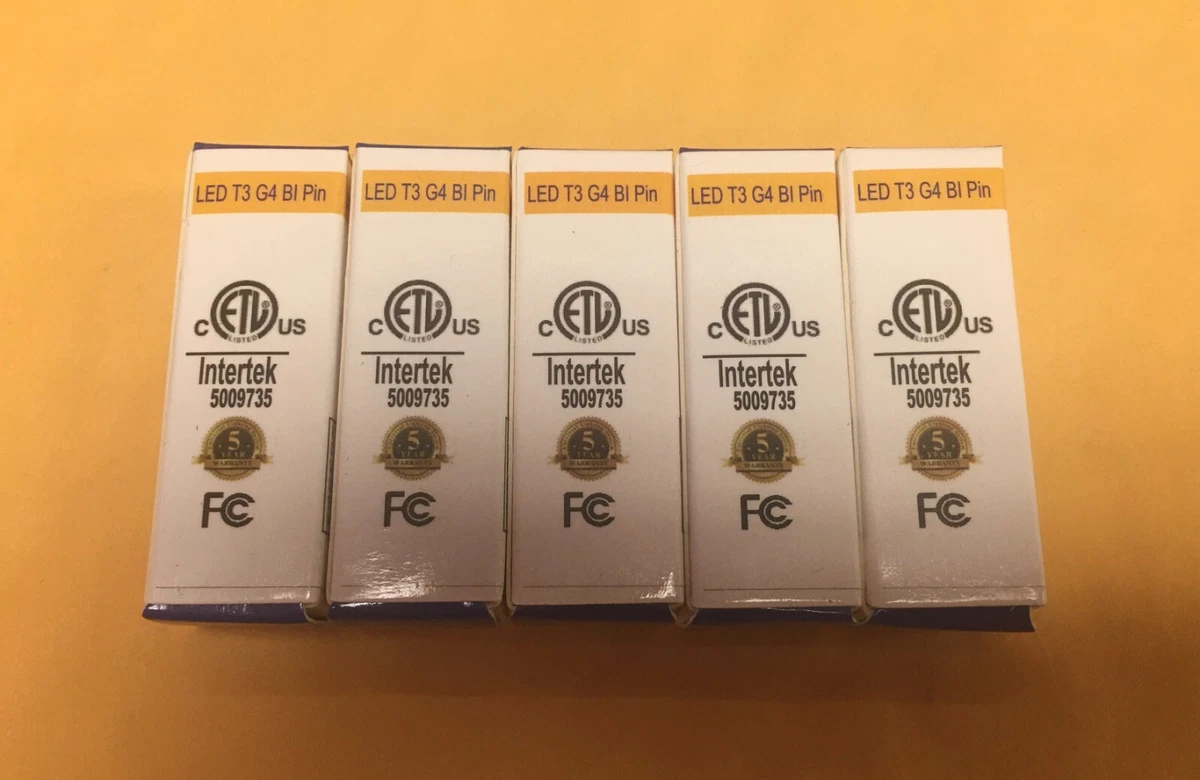 LED T3 G4 BI Pin
C ETL® US
LISTED
Intertek
5009735
5
YEAR
WARRANTY
FC
LED T3 G4 BI Pin
C ETL® US
LISTED
Intertek
5009735
5
YEAR
WARRANTY
FC
LED T3 G4 BI Pin
C ETL® US
LISTED
Intertek
5009735
5
YEAR
WARRANTY
FC
LED T3 G4 BI Pin
C ETL® US
LISTED
Intertek
5009735
5
YEAR
WARRANTY
FC
LED T3 G4 BI Pin
C ETL® US
LISTED
Intertek
5009735
5
YEAR
WARRANTY
FC